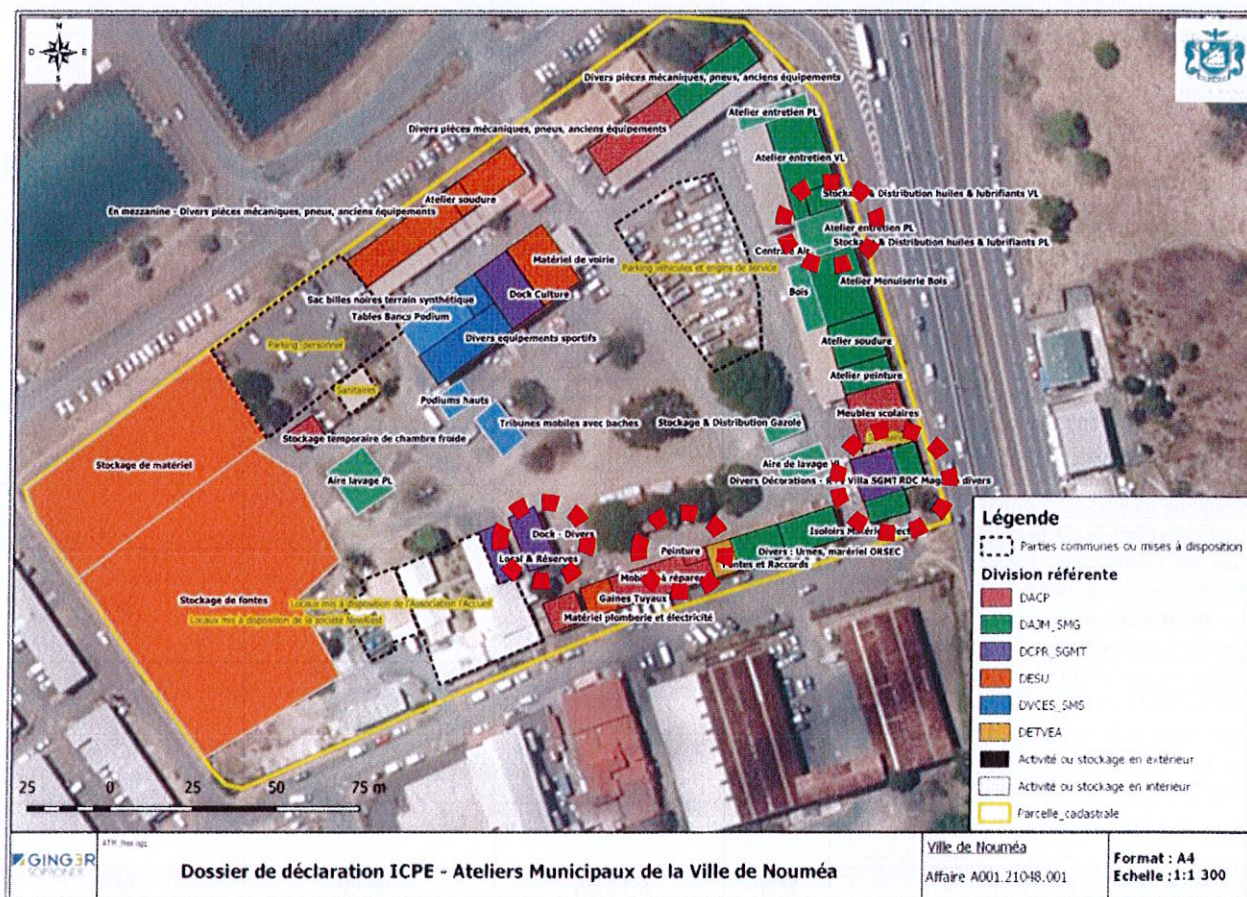 N
D
E
S
Divers pièces mécaniques, pneus, anciens équipements
Atelier entretien PL
Divers pièces mécaniques, pneus, anciens équipements
Atelier entretien VL
Stockage & Distribution huiles & lubrifiants VL
Atelier soudure
En mezzanine - Divers pièces mécaniques, pneus, anciens équipements
Atelier entretien PL
Stockage & Distribution huiles & lubrifiants PL
Centrale Air
Matériel de voirie
Parking véhicules et engins de service
Atelier Menuiserie Bois
Bois
Dock Culture
Sac billes noires terrain synthétique
Tables Bancs Podium
Divers equipements sportifs
Parking personnel
Atelier soudure
Atelier peinture
Sanitaires
Podiums hauts
Meubles scolaires
Tribunes mobiles avec baches
Stockage & Distribution Gazole
Stockage temporaire de chambre froide
Stockage de matériel
Aire de lavage VL
Aire lavage PL
Divers Décorations - Villa SGMT RDC divers
Dock - Divers
Isoloirs
Peinture
Divers : Urnes, marériel ORSEC
Local & Réserves
Fontes et Raccords
Mobilier à réparer
Gaines Tuyaux
Stockage de fontes
Locaux mis à disposition de l'Association l'Accueil
Locaux mis à disposition de la société NewRest
Matériel plomberie et électricité
Légende
Parties communes ou mises à disposition
Division référente
DACP
DAJM_SMG
DCPR_SGMT
DESU
DVCES_SMS
DETVEA
Activité ou stockage en extérieur
Activité ou stockage en intérieur
Parcelle_cadastrale
25 0 25 50 75 m
GINGER
SOPRONER
Dossier de déclaration ICPE - Ateliers Municipaux de la Ville de Nouméa
Ville de Nouméa
Affaire A001.21048.001
Format : A4
Echelle : 1:1 300